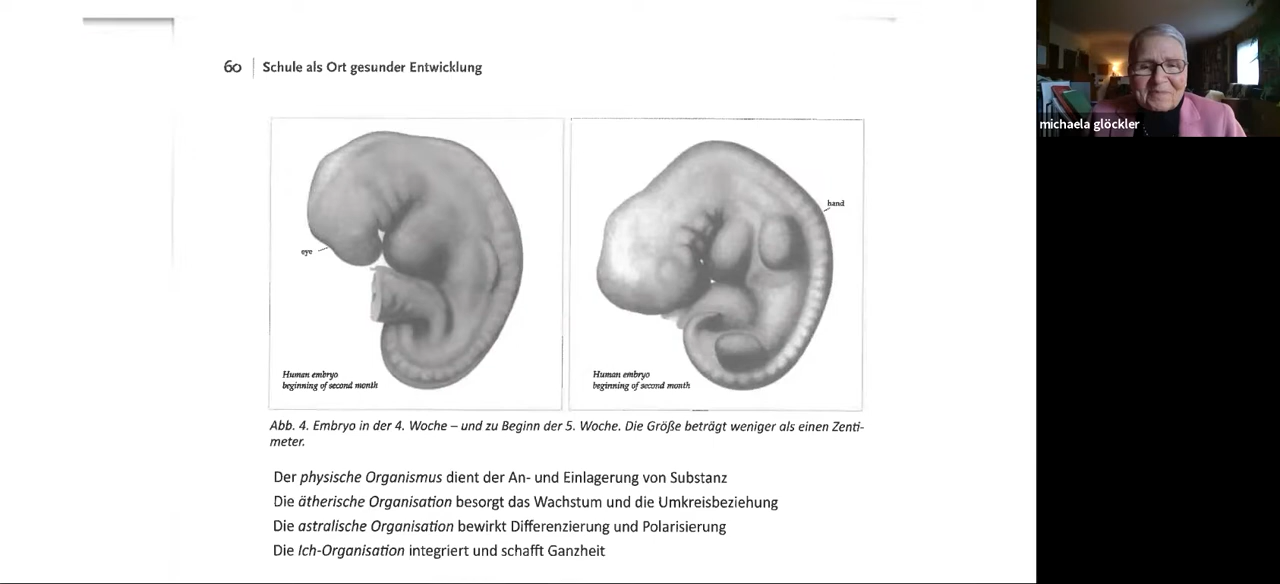 60 | Schule als Ort gesunder Entwicklung
michaela glöckler
eye
Human embryo
beginning of second month
hand
Human embryo
beginning of second month
Abb. 4. Embryo in der 4. Woche – und zu Beginn der 5. Woche. Die Größe beträgt weniger als einen Zenti-
meter.
Der physische Organismus dient der An- und Einlagerung von Substanz
Die ätherische Organisation besorgt das Wachstum und die Umkreisbeziehung
Die astralische Organisation bewirkt Differenzierung und Polarisierung
Die Ich-Organisation integriert und schafft Ganzheit